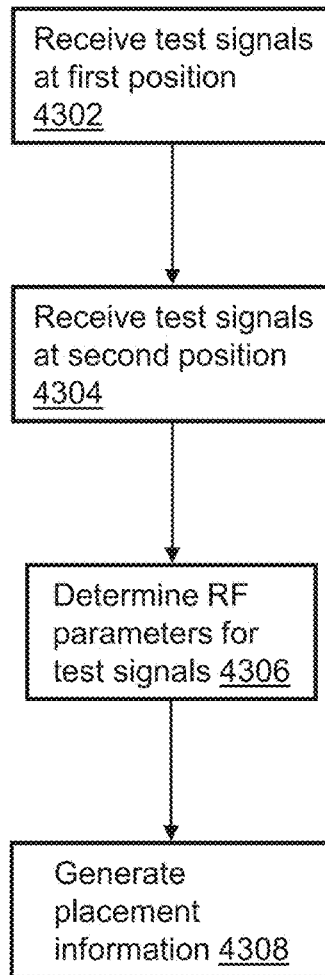 Receive test signals
at first position
4302
Receive test signals
at second position
4304
Determine RF
parameters for
test signals 4306
Generate
placement
information 4308